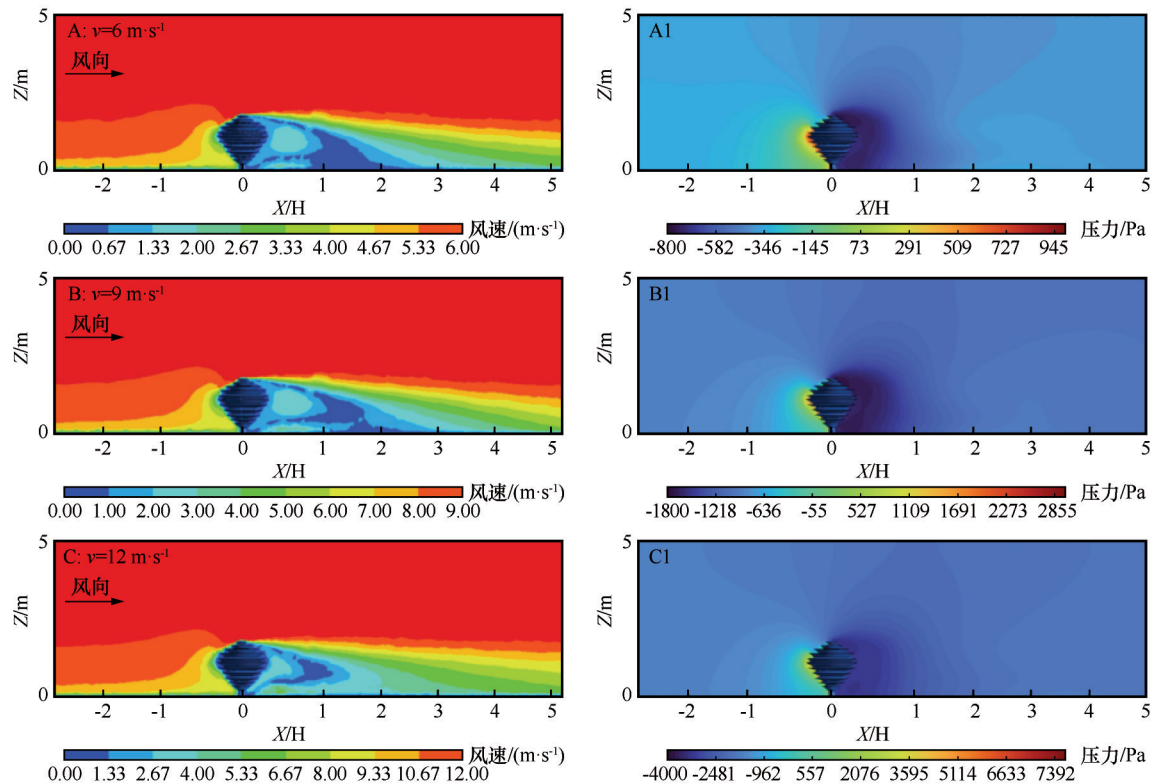 5
A: v=6 m·s⁻¹
风向
Z/m
0
-2 -1 0 1 2 3 4 5
X/H
风速/(m·s⁻¹)
0.00 0.67 1.33 2.00 2.67 3.33 4.00 4.67 5.33 6.00
5
A1
Z/m
0
-2 -1 0 1 2 3 4 5
X/H
压力/Pa
-800 -582 -346 -145 73 291 509 727 945
5
B: v=9 m·s⁻¹
风向
Z/m
0
-2 -1 0 1 2 3 4 5
X/H
风速/(m·s⁻¹)
0.00 1.00 2.00 3.00 4.00 5.00 6.00 7.00 8.00 9.00
5
B1
Z/m
0
-2 -1 0 1 2 3 4 5
X/H
压力/Pa
-1800 -1218 -636 -55 527 1109 1691 2273 2855
5
C: v=12 m·s⁻¹
风向
Z/m
0
-2 -1 0 1 2 3 4 5
X/H
风速/(m·s⁻¹)
0.00 1.33 2.67 4.00 5.33 6.67 8.00 9.33 10.67 12.00
5
C1
Z/m
0
-2 -1 0 1 2 3 4 5
X/H
压力/Pa
-4000 -2481 -962 557 2076 3595 5114 6633 7392